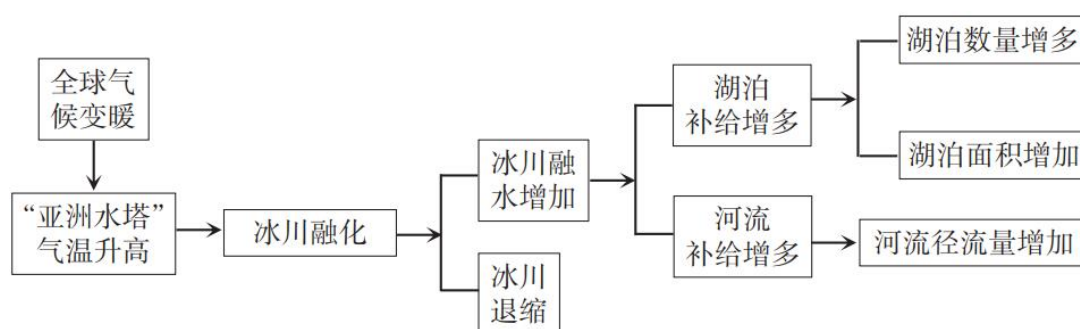 全球气
候变暖
“亚洲水塔”
气温升高
冰川融化
冰川融
水增加
冰川
退缩
湖泊
补给增多
河流
补给增多
湖泊数量增多
湖泊面积增加
河流径流量增加